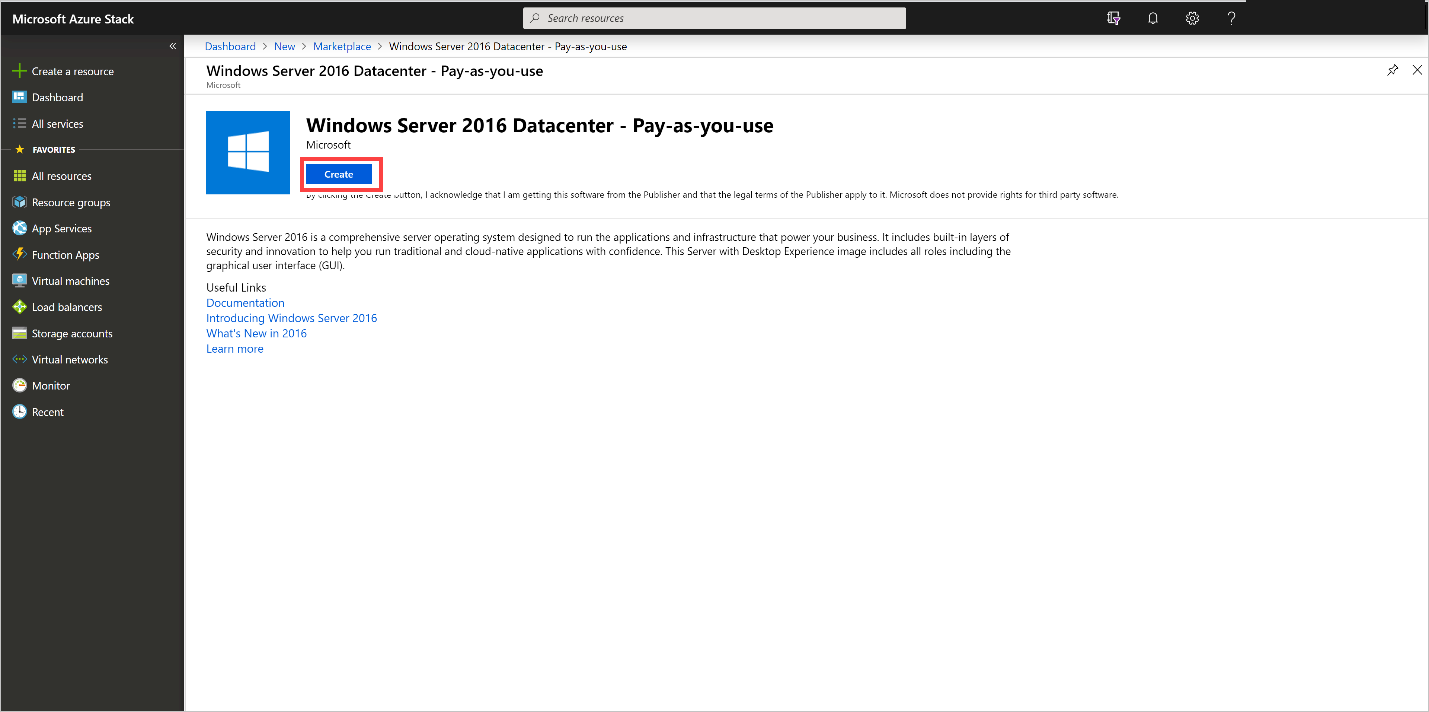 Microsoft Azure Stack
Search resources
?
«
Dashboard > New > Marketplace > Windows Server 2016 Datacenter - Pay-as-you-use
Create a resource
Dashboard
All services
FAVORITES
All resources
Resource groups
App Services
Function Apps
Virtual machines
Load balancers
Storage accounts
Virtual networks
Monitor
Recent
Windows Server 2016 Datacenter - Pay-as-you-use
Microsoft
Windows Server 2016 Datacenter - Pay-as-you-use
Microsoft
Create
By clicking the Create button, I acknowledge that I am getting this software from the Publisher and that the legal terms of the Publisher apply to it. Microsoft does not provide rights for third party software.
Windows Server 2016 is a comprehensive server operating system designed to run the applications and infrastructure that power your business. It includes built-in layers of
security and innovation to help you run traditional and cloud-native applications with confidence. This Server with Desktop Experience image includes all roles including the
graphical user interface (GUI).
Useful Links
Documentation
Introducing Windows Server 2016
What's New in 2016
Learn more